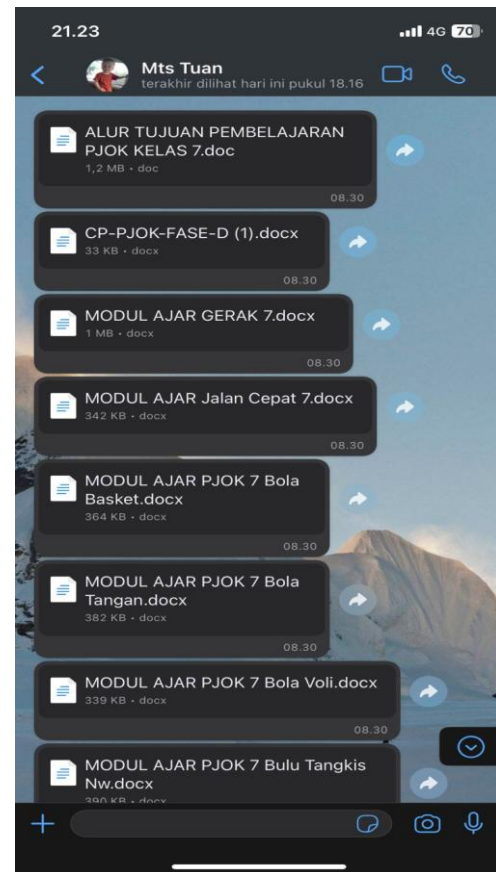 21.23
4G 70
Mts Tuan
terakhir dilihat hari ini pukul 18.16
ALUR TUJUAN PEMBELAJARAN
PJOK KELAS 7.doc
1,2 MB • doc
08.30
CP-PJOK-FASE-D (1).docx
33 KB • docx
08.30
MODUL AJAR GERAK 7.docx
1 MB • docx
08.30
MODUL AJAR Jalan Cepat 7.docx
342 KB • docx
08.30
MODUL AJAR PJOK 7 Bola
Basket.docx
364 KB • docx
08.30
MODUL AJAR PJOK 7 Bola
Tangan.docx
382 KB • docx
08.30
MODUL AJAR PJOK 7 Bola Voli.docx
339 KB • docx
08.30
MODUL AJAR PJOK 7 Bulu Tangkis
Nw.docx
390 KB • docx